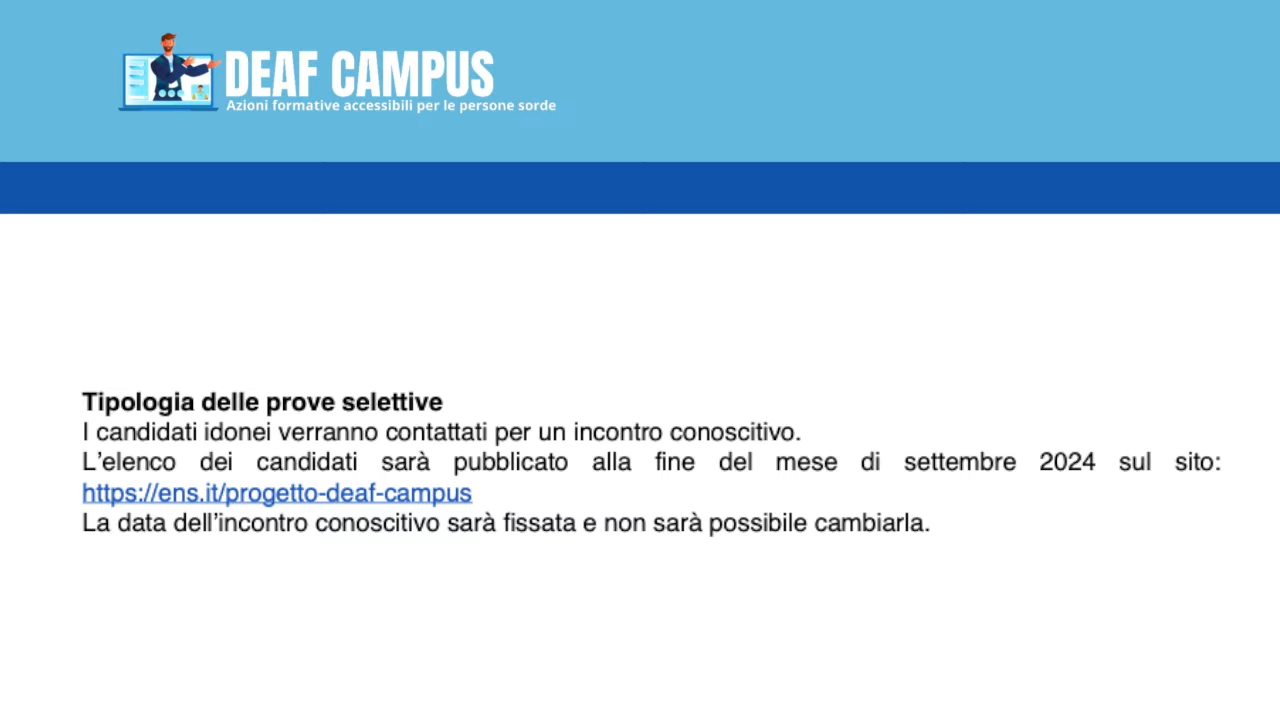 DEAF CAMPUS
Azioni formative accessibili per le persone sorde
Tipologia delle prove selettive
I candidati idonei verranno contattati per un incontro conoscitivo.
L’elenco dei candidati sarà pubblicato alla fine del mese di settembre 2024 sul sito:
https://ens.it/progetto-deaf-campus
La data dell’incontro conoscitivo sarà fissata e non sarà possibile cambiarla.